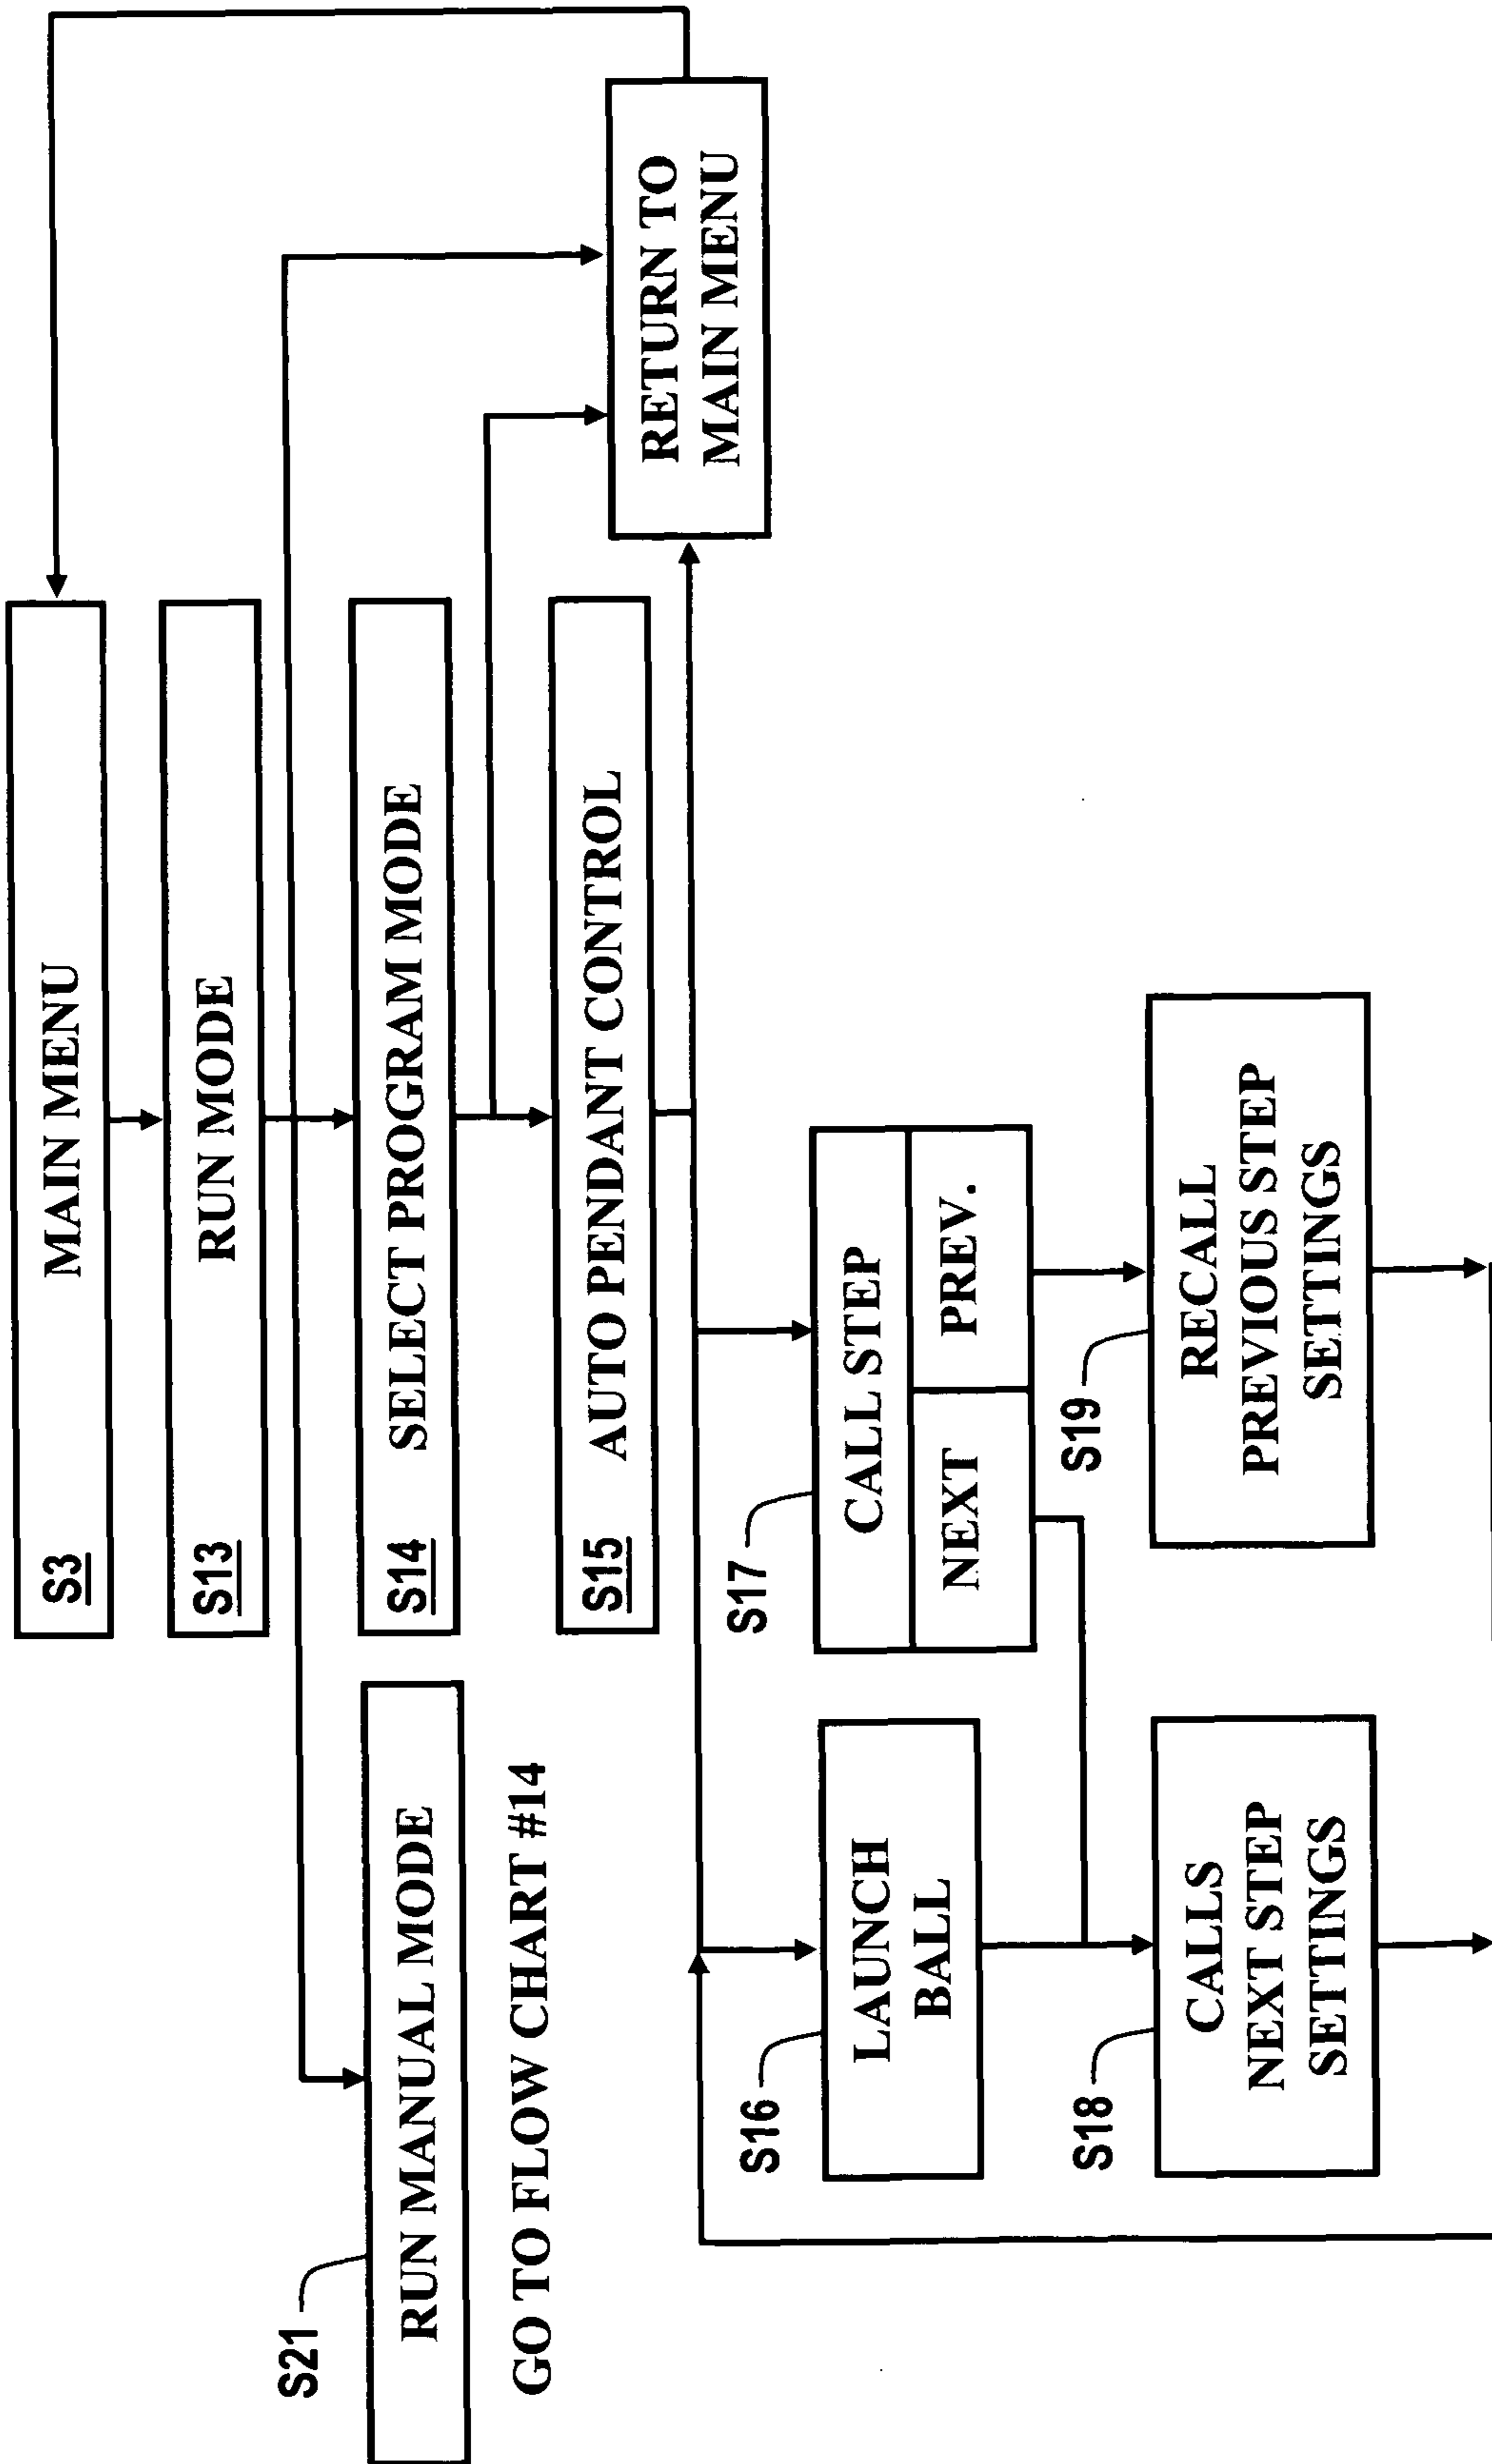 S3 MAIN MENU
S13 RUN MODE
S21
RUN MANUAL MODE
S14 SELECT PROGRAM MODE
GO TO FLOW CHART #14
S15 AUTO PENDANT CONTROL
RETURN TO
MAIN MENU
S16
LAUNCH
BALL
S17
CALL STEP
NEXT PREV.
S18
CALLS
NEXT STEP
SETTINGS
S19
RECALL
PREVIOUS STEP
SETTINGS